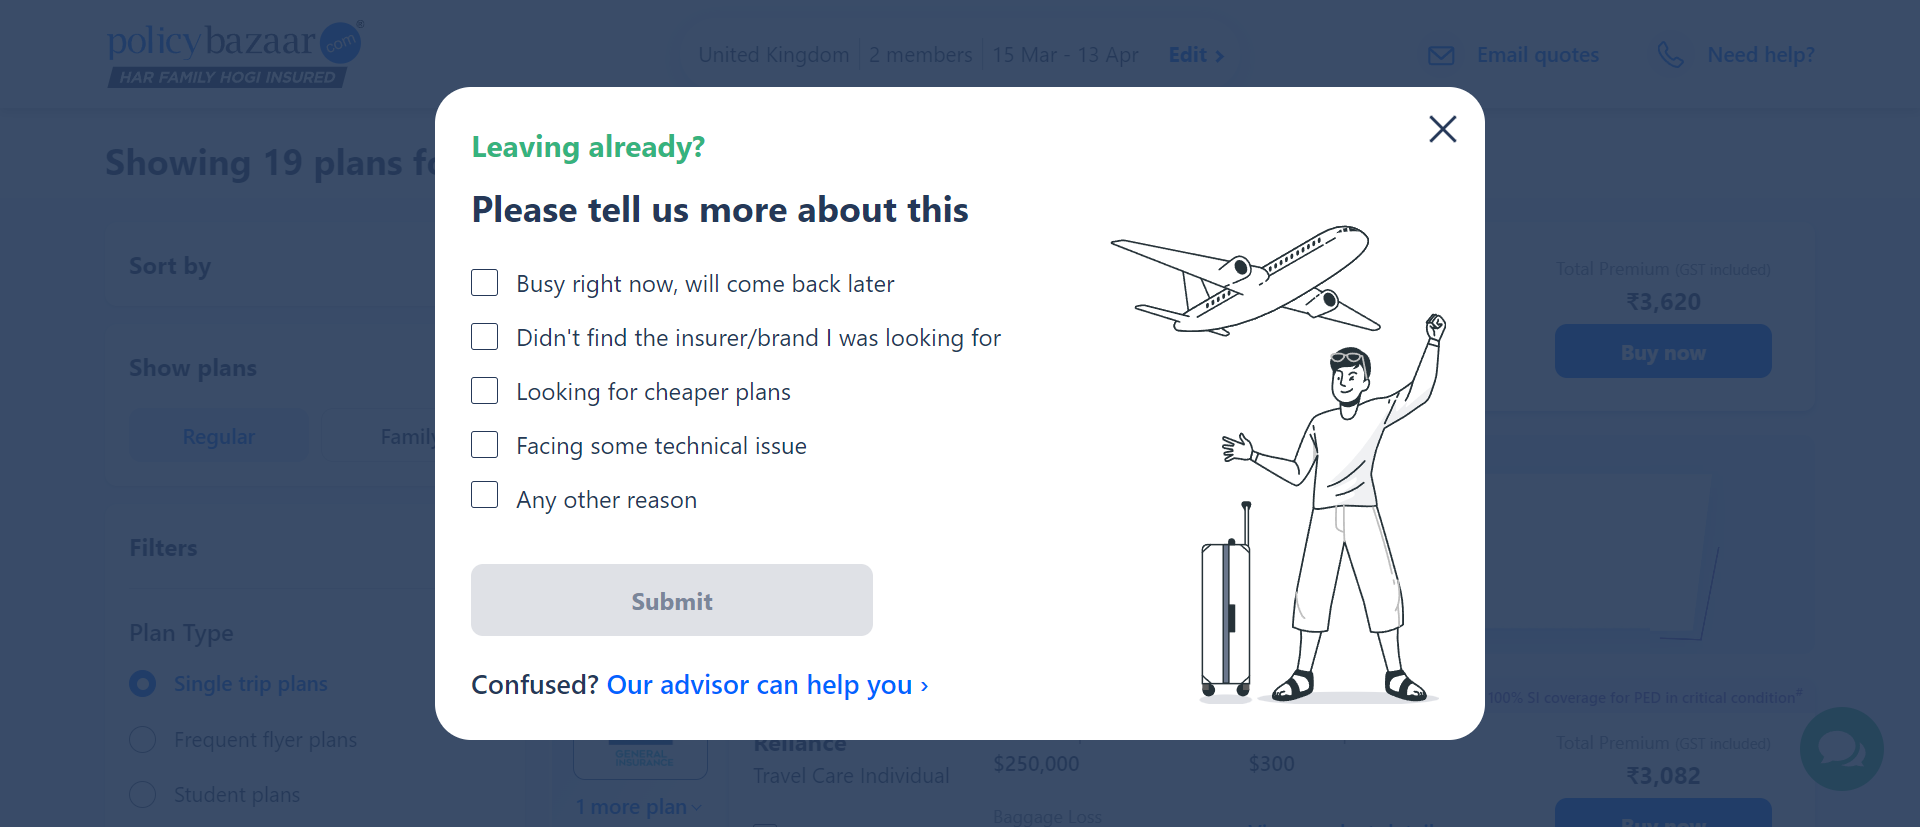 policybazaar com
HAR FAMILY HOGI INSURED
United Kingdom 2 members 15 Mar - 13 Apr Edit ›
Email quotes
Need help?
Showing 19 plans
Leaving already?
Please tell us more about this
Busy right now, will come back later
Didn't find the insurer/brand I was looking for
Looking for cheaper plans
Facing some technical issue
Any other reason
Submit
Confused? Our advisor can help you ›
Sort by
Show plans
Regular
Family
Filters
Plan Type
Single trip plans
Frequent flyer plans
Student plans
Total Premium (GST included)
₹3,620
Buy now
100% SI coverage for PED in critical condition
GENERAL
INSURANCE
1 more plan
Reliance
Travel Care Individual
$250,000
$300
Baggage Loss
Total Premium (GST included)
₹3,082
Buy now